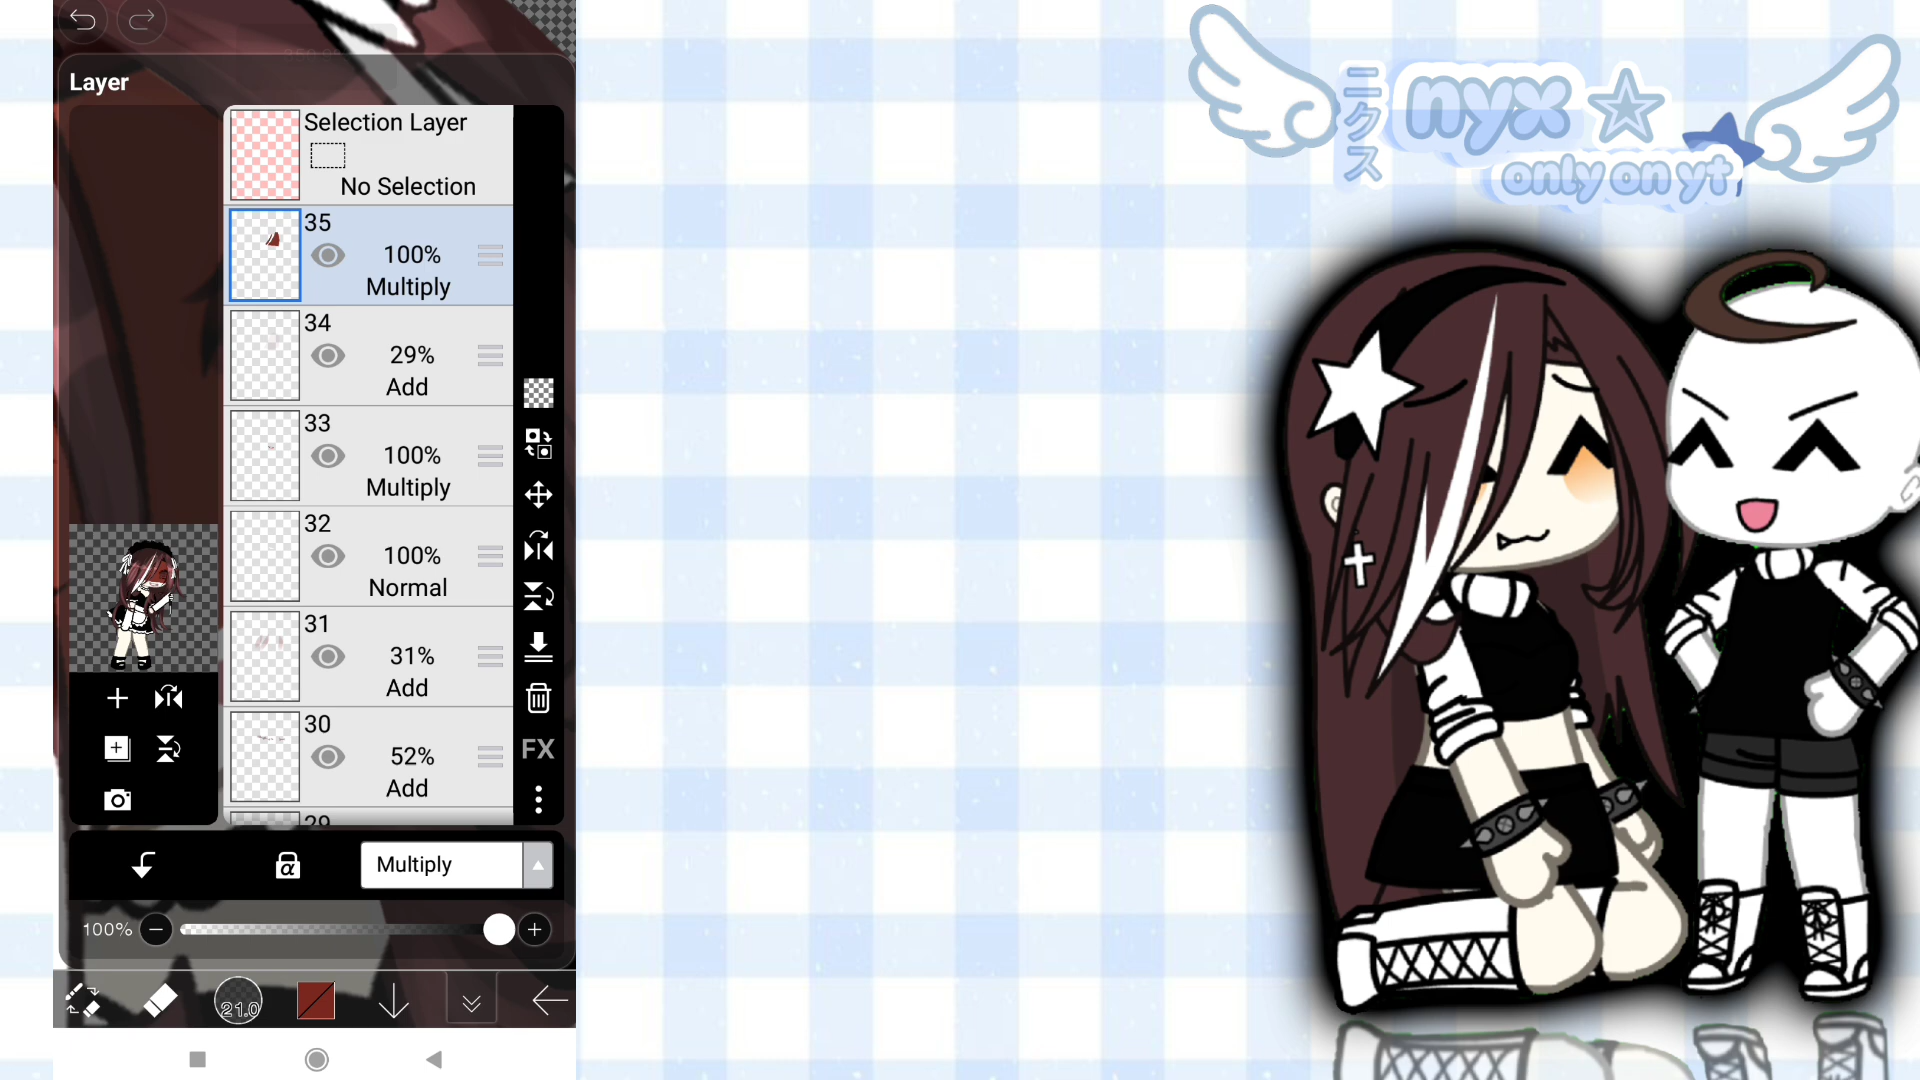 Layer
Selection Layer
No Selection
35
100%
Multiply
34
29%
Add
33
100%
Multiply
32
100%
Normal
31
31%
Add
30
52%
Add
29
FX
α
Multiply
100%
21.0
ニクス
nyx
only on yt